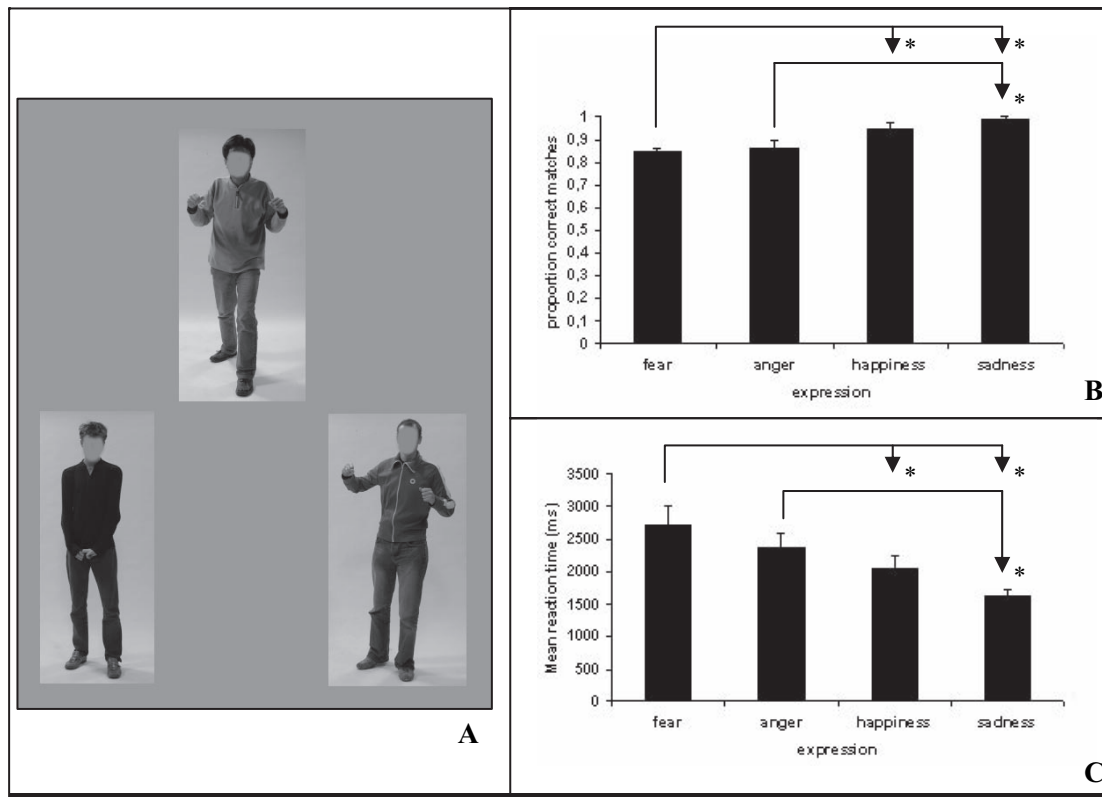 A
*
*
*
proportion correct matches
1
0,9
0,8
0,7
0,6
0,5
0,4
0,3
0,2
0,1
0
fear anger happiness sadness
expression
B
*
*
*
Mean reaction time (ms)
3500
3000
2500
2000
1500
1000
500
0
fear anger happiness sadness
expression
C